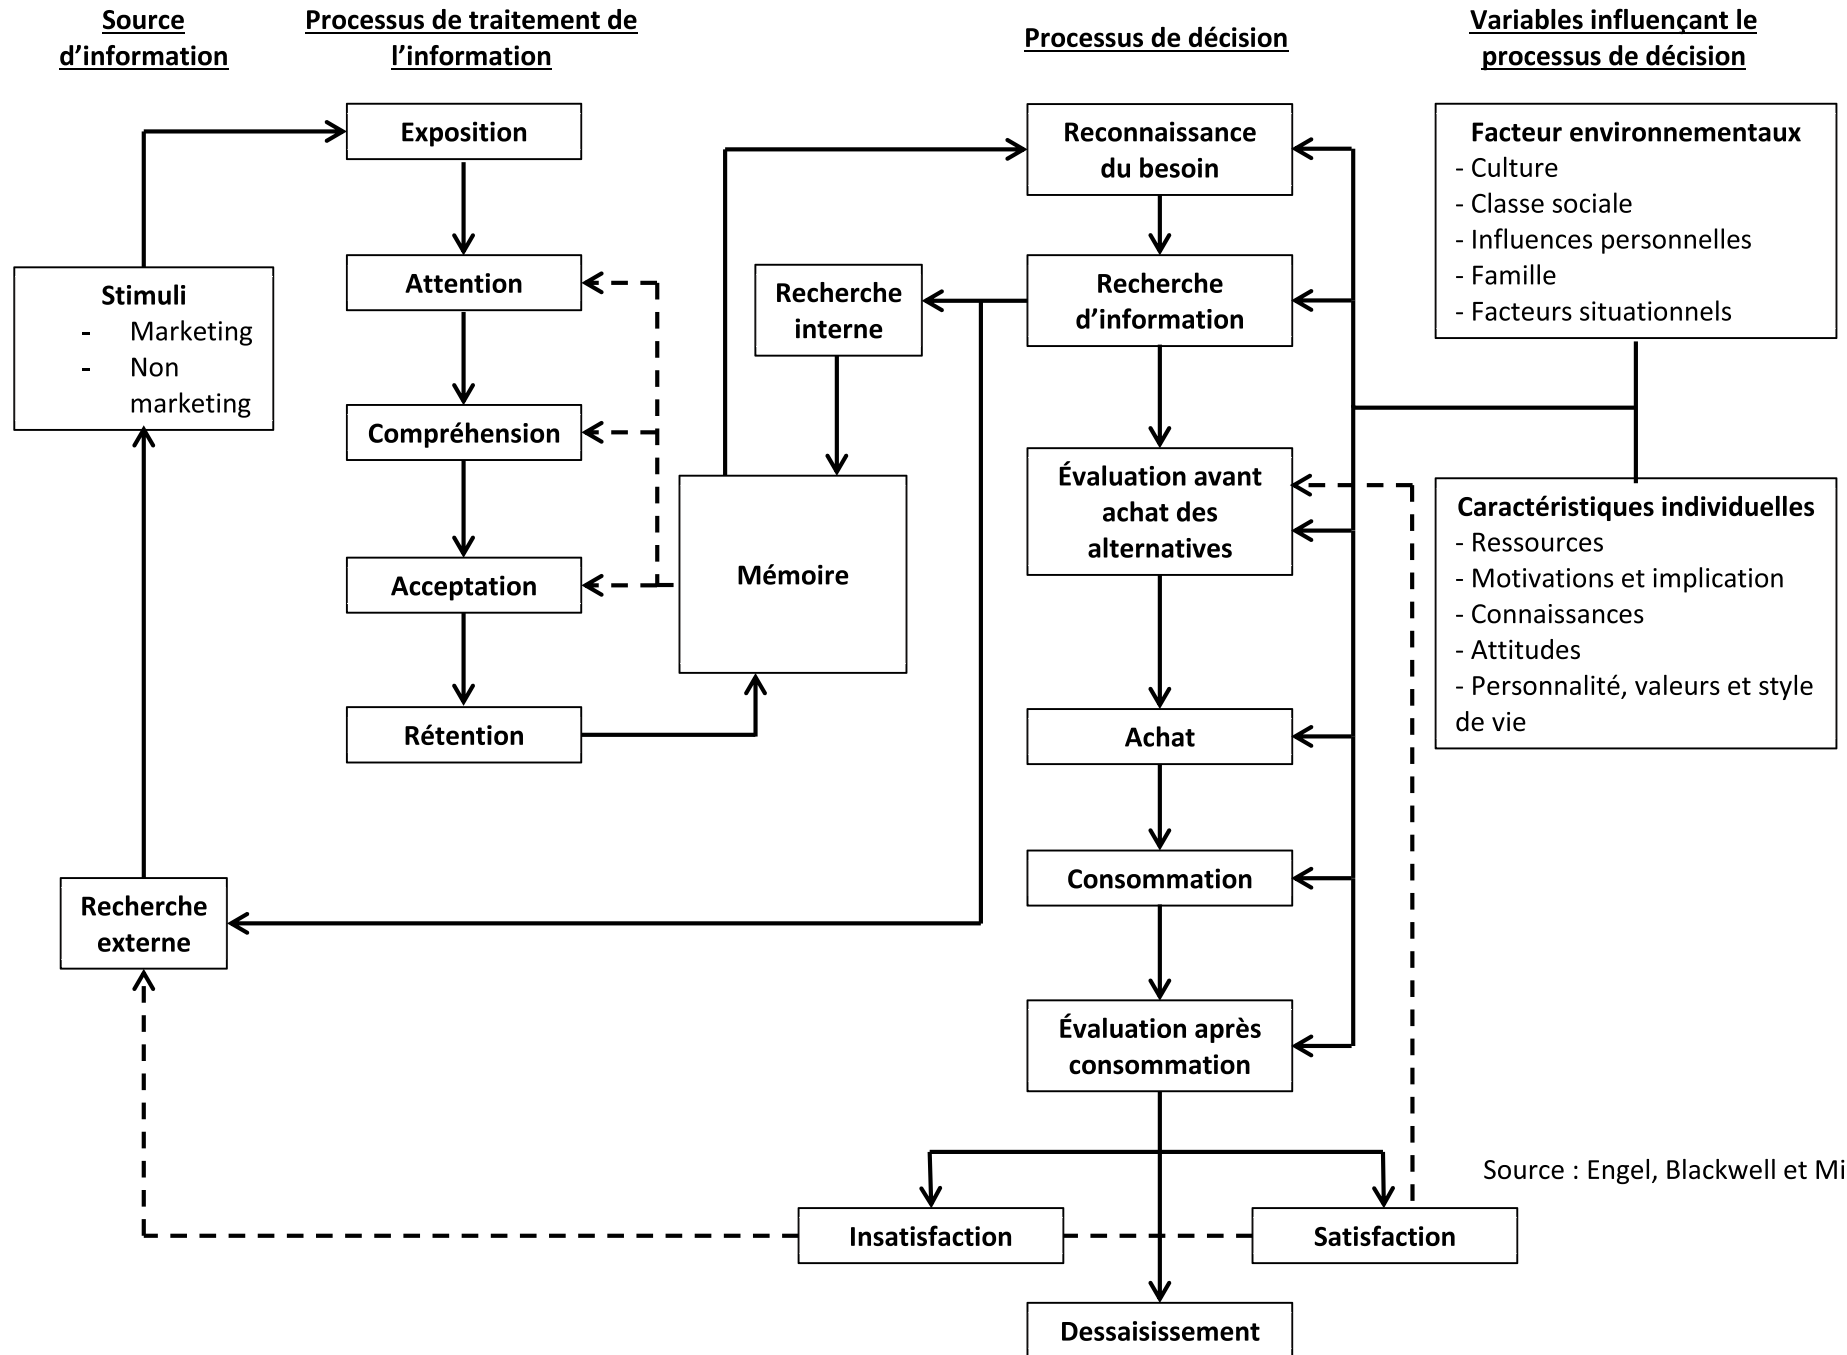 Source
d’information
Processus de traitement de
l’information
Processus de décision
Variables influençant le
processus de décision
Stimuli
- Marketing
- Non
marketing
Recherche
externe
Exposition
Attention
Compréhension
Acceptation
Rétention
Recherche
interne
Mémoire
Reconnaissance
du besoin
Recherche
d’information
Évaluation avant
achat des
alternatives
Achat
Consommation
Évaluation après
consommation
Insatisfaction
Satisfaction
Dessaisissement
Facteur environnementaux
- Culture
- Classe sociale
- Influences personnelles
- Famille
- Facteurs situationnels
Caractéristiques individuelles
- Ressources
- Motivations et implication
- Connaissances
- Attitudes
- Personnalité, valeurs et style
de vie
Source : Engel, Blackwell et Mi